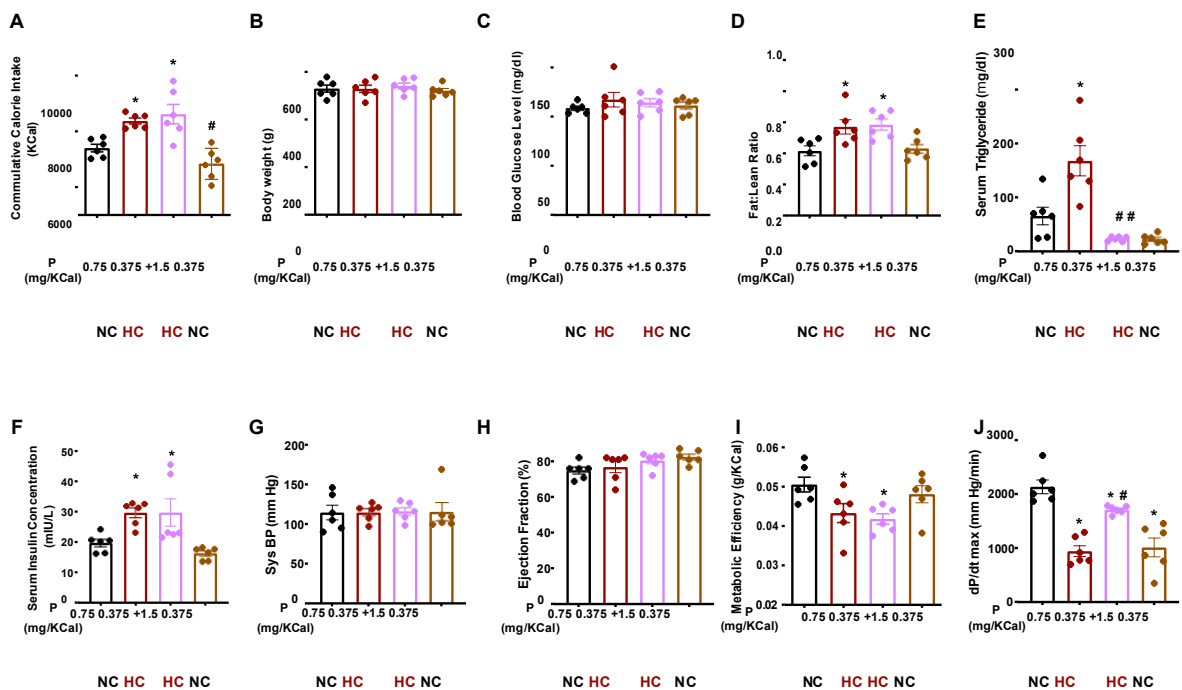 A
Commulative Calorie Intake
(KCal)
10000
8000
6000
*
*
#
P 0.75 0.375 +1.5 0.375
(mg/KCal)
NC HC HC NC
B
Body weight (g)
600
400
200
0
P 0.75 0.375 +1.5 0.375
(mg/KCal)
NC HC HC NC
C
Blood Glucose Level (mg/dl)
150
100
50
0
P 0.75 0.375 +1.5 0.375
(mg/KCal)
NC HC HC NC
D
Fat:Lean Ratio
1.0
0.8
0.6
0.4
0.2
0.0
*
*
P 0.75 0.375 +1.5 0.375
(mg/KCal)
NC HC HC NC
E
Serum Triglyceride (mg/dl)
300
200
100
0
*
# #
P 0.75 0.375 +1.5 0.375
(mg/KCal)
NC HC HC NC
F
Serum Insulin Concentration
(mIU/L)
50
40
30
20
10
0
*
*
P 0.75 0.375 +1.5 0.375
(mg/KCal)
NC HC HC NC
G
Sys BP (mm Hg)
200
150
100
50
0
P 0.75 0.375 +1.5 0.375
(mg/KCal)
NC HC HC NC
H
Ejection Fraction (%)
80
60
40
20
0
P 0.75 0.375 +1.5 0.375
(mg/KCal)
NC HC HC NC
I
Metabolic Efficiency (g/KCal)
0.06
0.05
0.04
0.03
0.02
*
*
P 0.75 0.375 +1.5 0.375
(mg/KCal)
NC HC HC NC
J
dP/dt max (mm Hg/min)
3000
2000
1000
0
*
* #
*
P 0.75 0.375 +1.5 0.375
(mg/KCal)
NC HC HC NC